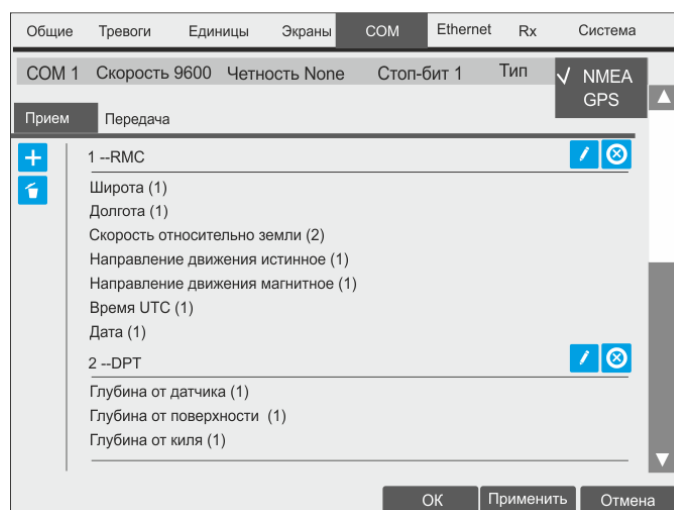 Общие Тревоги Единицы Экраны COM Ethernet Rx Система
COM 1 Скорость 9600 Четность None Стоп-бит 1 Тип √ NMEA
GPS
Прием Передача
1 --RMC
Широта (1)
Долгота (1)
Скорость относительно земли (2)
Направление движения истинное (1)
Направление движения магнитное (1)
Время UTC (1)
Дата (1)
2 --DPT
Глубина от датчика (1)
Глубина от поверхности (1)
Глубина от киля (1)
ОК Применить Отмена